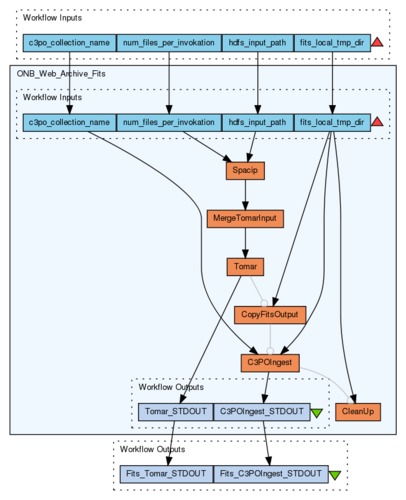 Workflow Inputs
c3po_collection_name num_files_per_invokation hdfs_input_path fits_local_tmp_dir
ONB_Web_Archive_Fits
Workflow Inputs
c3po_collection_name num_files_per_invokation hdfs_input_path fits_local_tmp_dir
Spacip
MergeTomarInput
Tomar
CopyFitsOutput
C3POIngest
Workflow Outputs
Tomar_STDOUT C3POIngest_STDOUT CleanUp
Workflow Outputs
Fits_Tomar_STDOUT Fits_C3POIngest_STDOUT